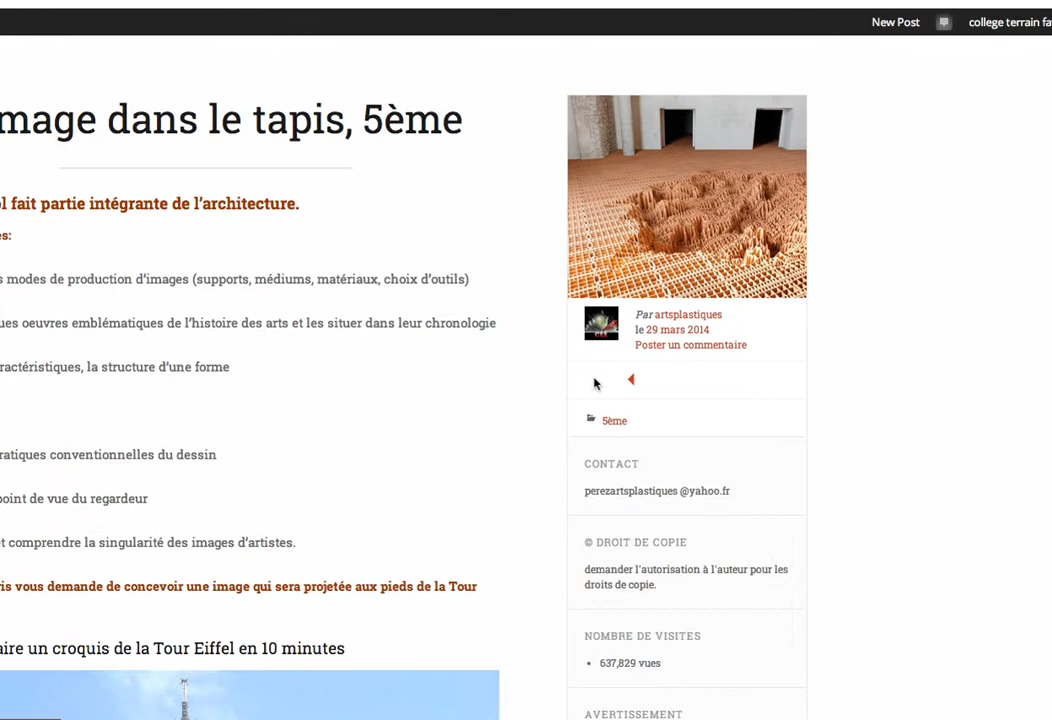 New Post
college terrain fa
mage dans le tapis, 5ème
l fait partie intégrante de l'architecture.
es:
s modes de production d'images (supports, médiums, matériaux, choix d'outils)
ues oeuvres emblématiques de l'histoire des arts et les situer dans leur chronologie
ractéristiques, la structure d'une forme
ratiques conventionnelles du dessin
point de vue du regardeur
t comprendre la singularité des images d'artistes.
is vous demande de concevoir une image qui sera projetée aux pieds de la Tour
aire un croquis de la Tour Eiffel en 10 minutes
Par artsplastiques
le 29 mars 2014
Poster un commentaire
5ème
CONTACT
perezartsplastiques @yahoo.fr
© DROIT DE COPIE
demander l'autorisation à l'auteur pour les
droits de copie.
NOMBRE DE VISITES
637,829 vues
AVERTISSEMENT